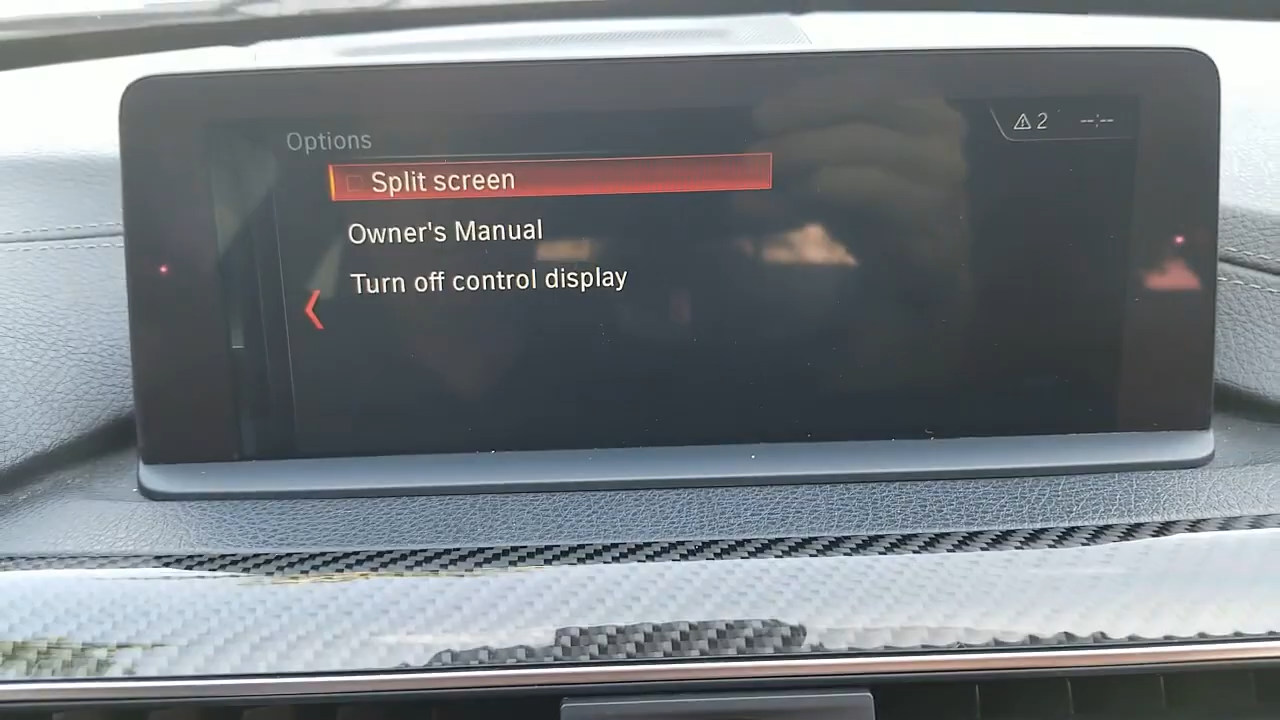 Options
2
--:--
Split screen
Owner's Manual
Turn off control display